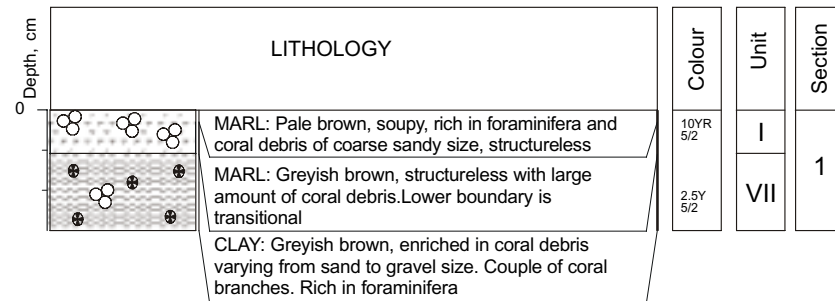 LITHOLOGY
Depth, cm
Colour
Unit
Section
0
MARL: Pale brown, soupy, rich in foraminifera and
coral debris of coarse sandy size, structureless
10YR
5/2
I
MARL: Greyish brown, structureless with large
amount of coral debris.Lower boundary is
transitional
2.5Y
5/2
VII
1
CLAY: Greyish brown, enriched in coral debris
varying from sand to gravel size. Couple of coral
branches. Rich in foraminifera